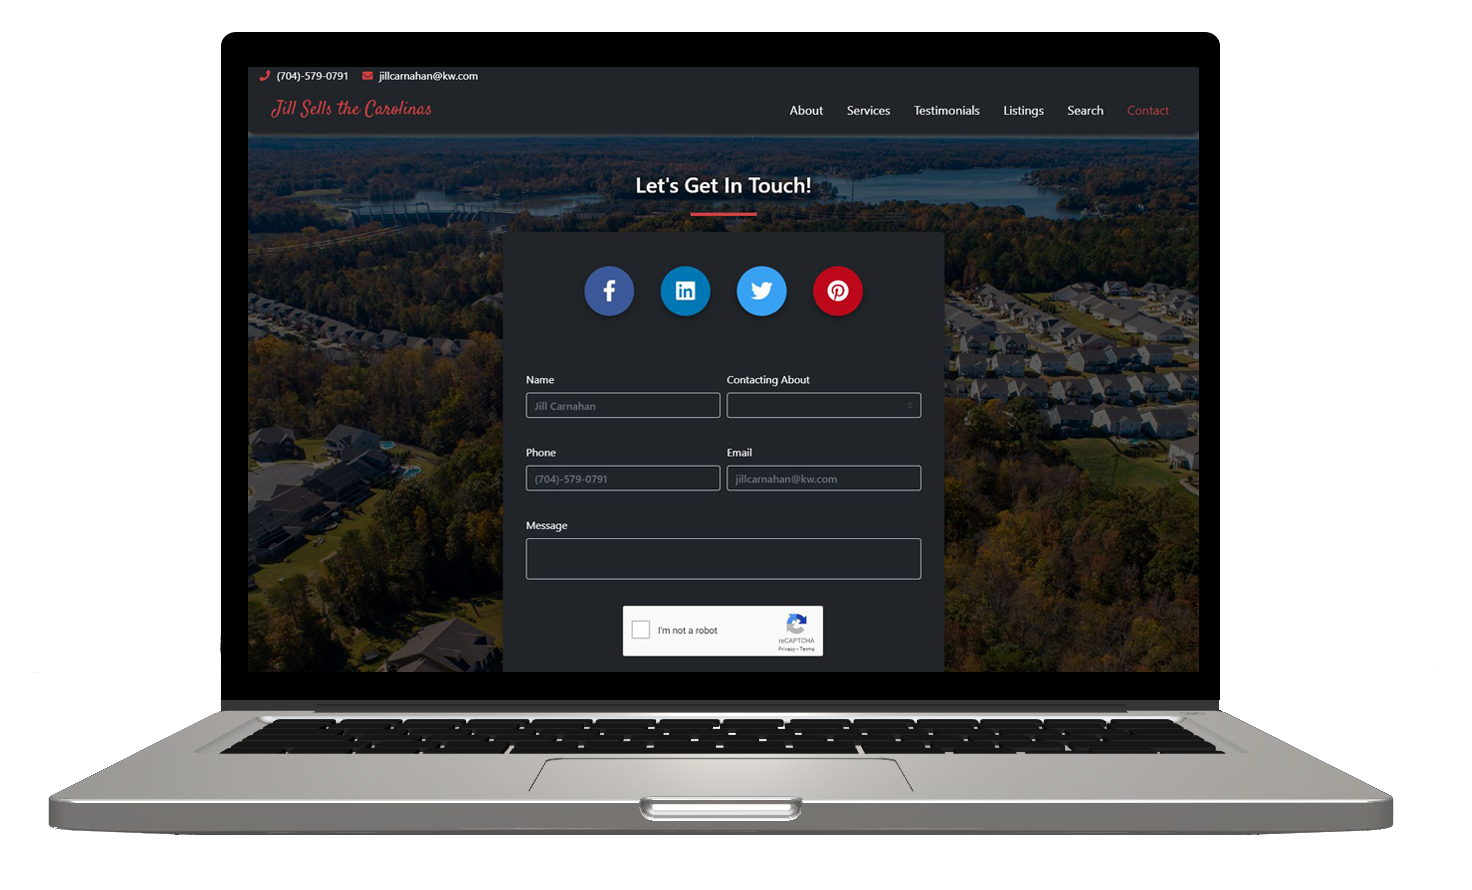 (704)-579-0791 jillcarnahan@kw.com
Jill Sells the Carolinas
About Services Testimonials Listings Search Contact
Let's Get In Touch!
Name Contacting About
Jill Carnahan
Phone Email
(704)-579-0791 jillcarnahan@kw.com
Message
I'm not a robot
reCAPTCHA
Privacy - Terms